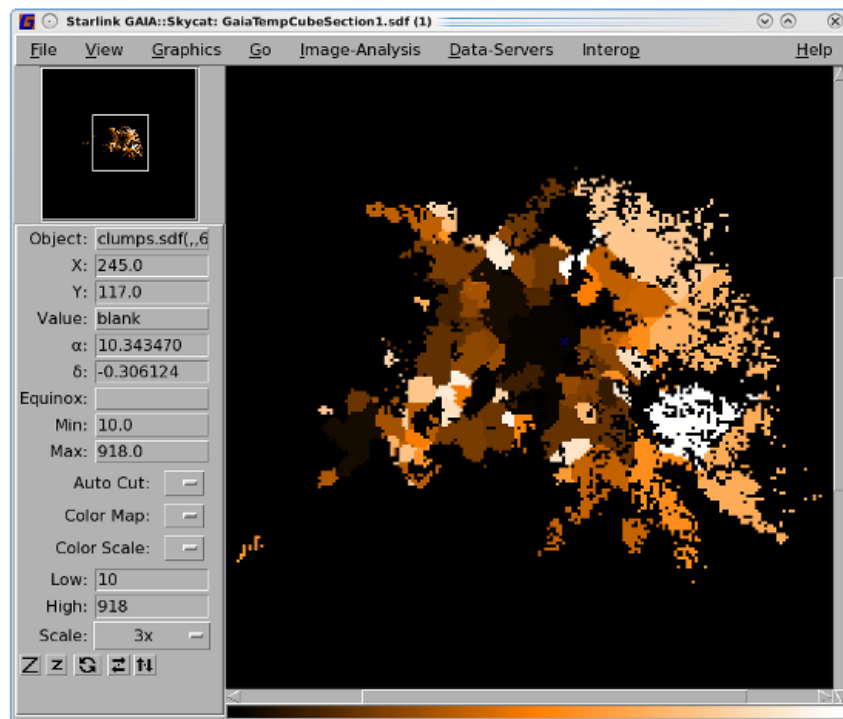 Starlink GAIA::Skycat: GaiaTempCubeSection1.sdf (1)
File View Graphics Go Image-Analysis Data-Servers Interop Help
Object: clumps.sdf(,,6
X: 245.0
Y: 117.0
Value: blank
α: 10.343470
δ: -0.306124
Equinox:
Min: 10.0
Max: 918.0
Auto Cut:
Color Map:
Color Scale:
Low: 10
High: 918
Scale: 3x
Z z